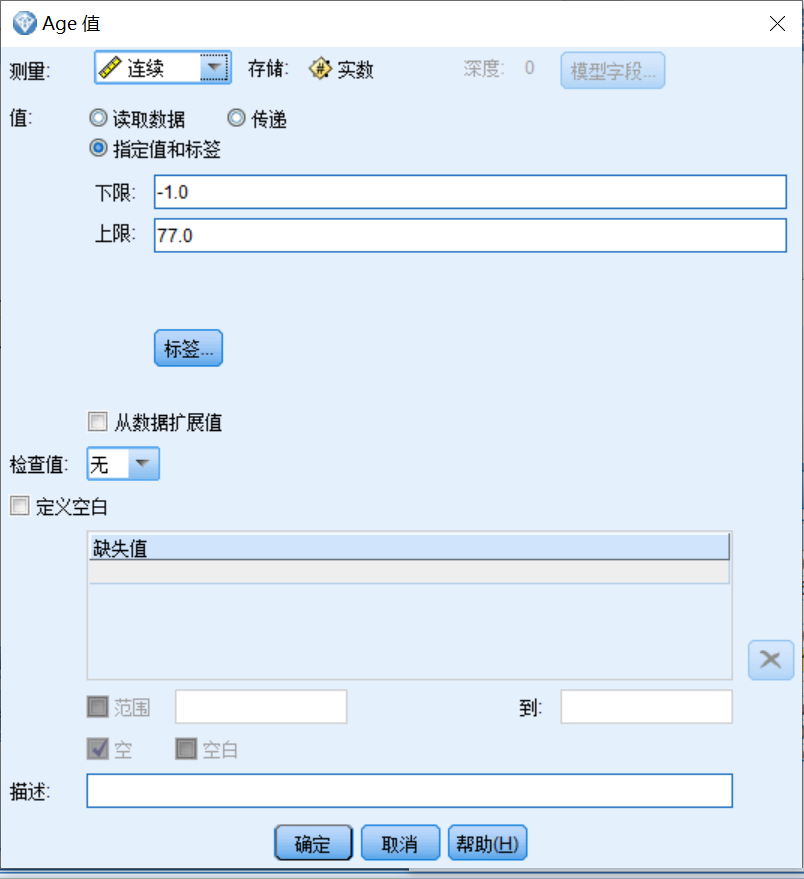 Age 值
测量: 连续 存储: 实数 深度: 0 模型字段...
值: 读取数据 传递
指定值和标签
下限: -1.0
上限: 77.0
标签...
从数据扩展值
检查值: 无
定义空白
缺失值
范围 到:
空 空白
描述:
确定 取消 帮助(H)